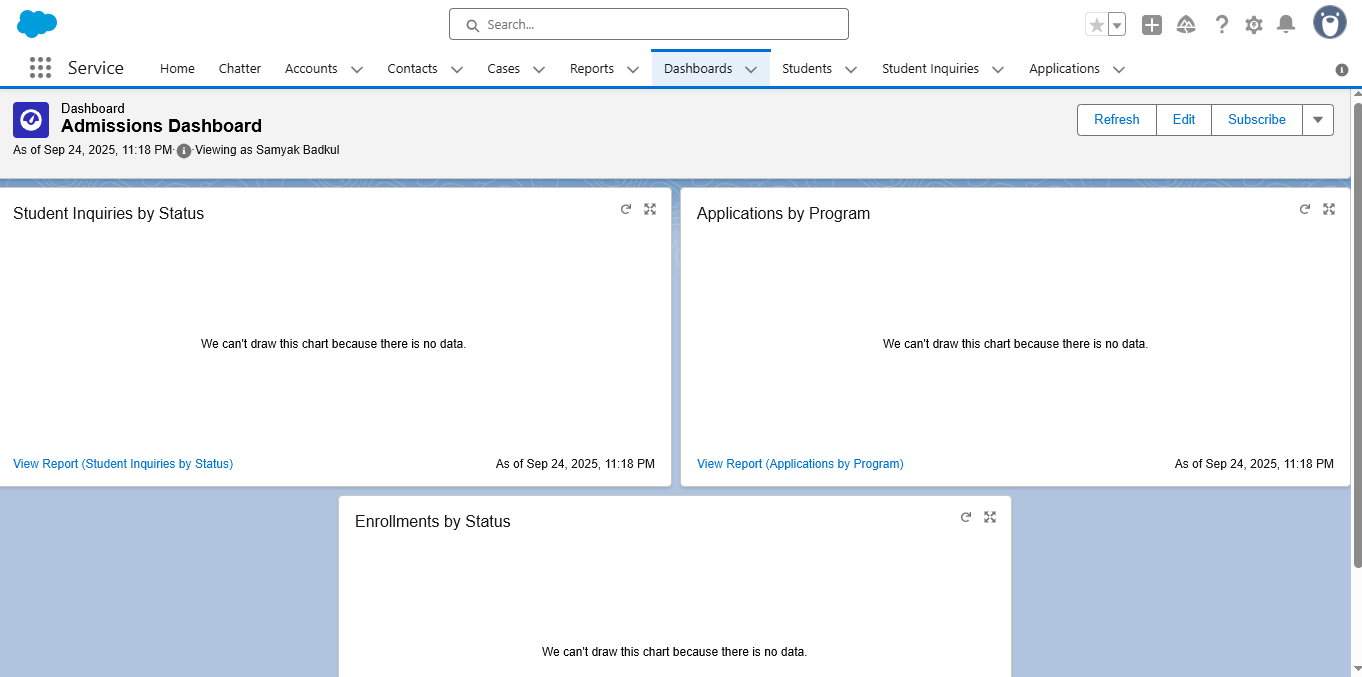 Search...
Service Home Chatter Accounts Contacts Cases Reports Dashboards Students Student Inquiries Applications
Dashboard
Admissions Dashboard
As of Sep 24, 2025, 11:18 PM·Viewing as Samyak Badkul
Refresh Edit Subscribe
Student Inquiries by Status
We can't draw this chart because there is no data.
View Report (Student Inquiries by Status) As of Sep 24, 2025, 11:18 PM
Applications by Program
We can't draw this chart because there is no data.
View Report (Applications by Program) As of Sep 24, 2025, 11:18 PM
Enrollments by Status
We can't draw this chart because there is no data.